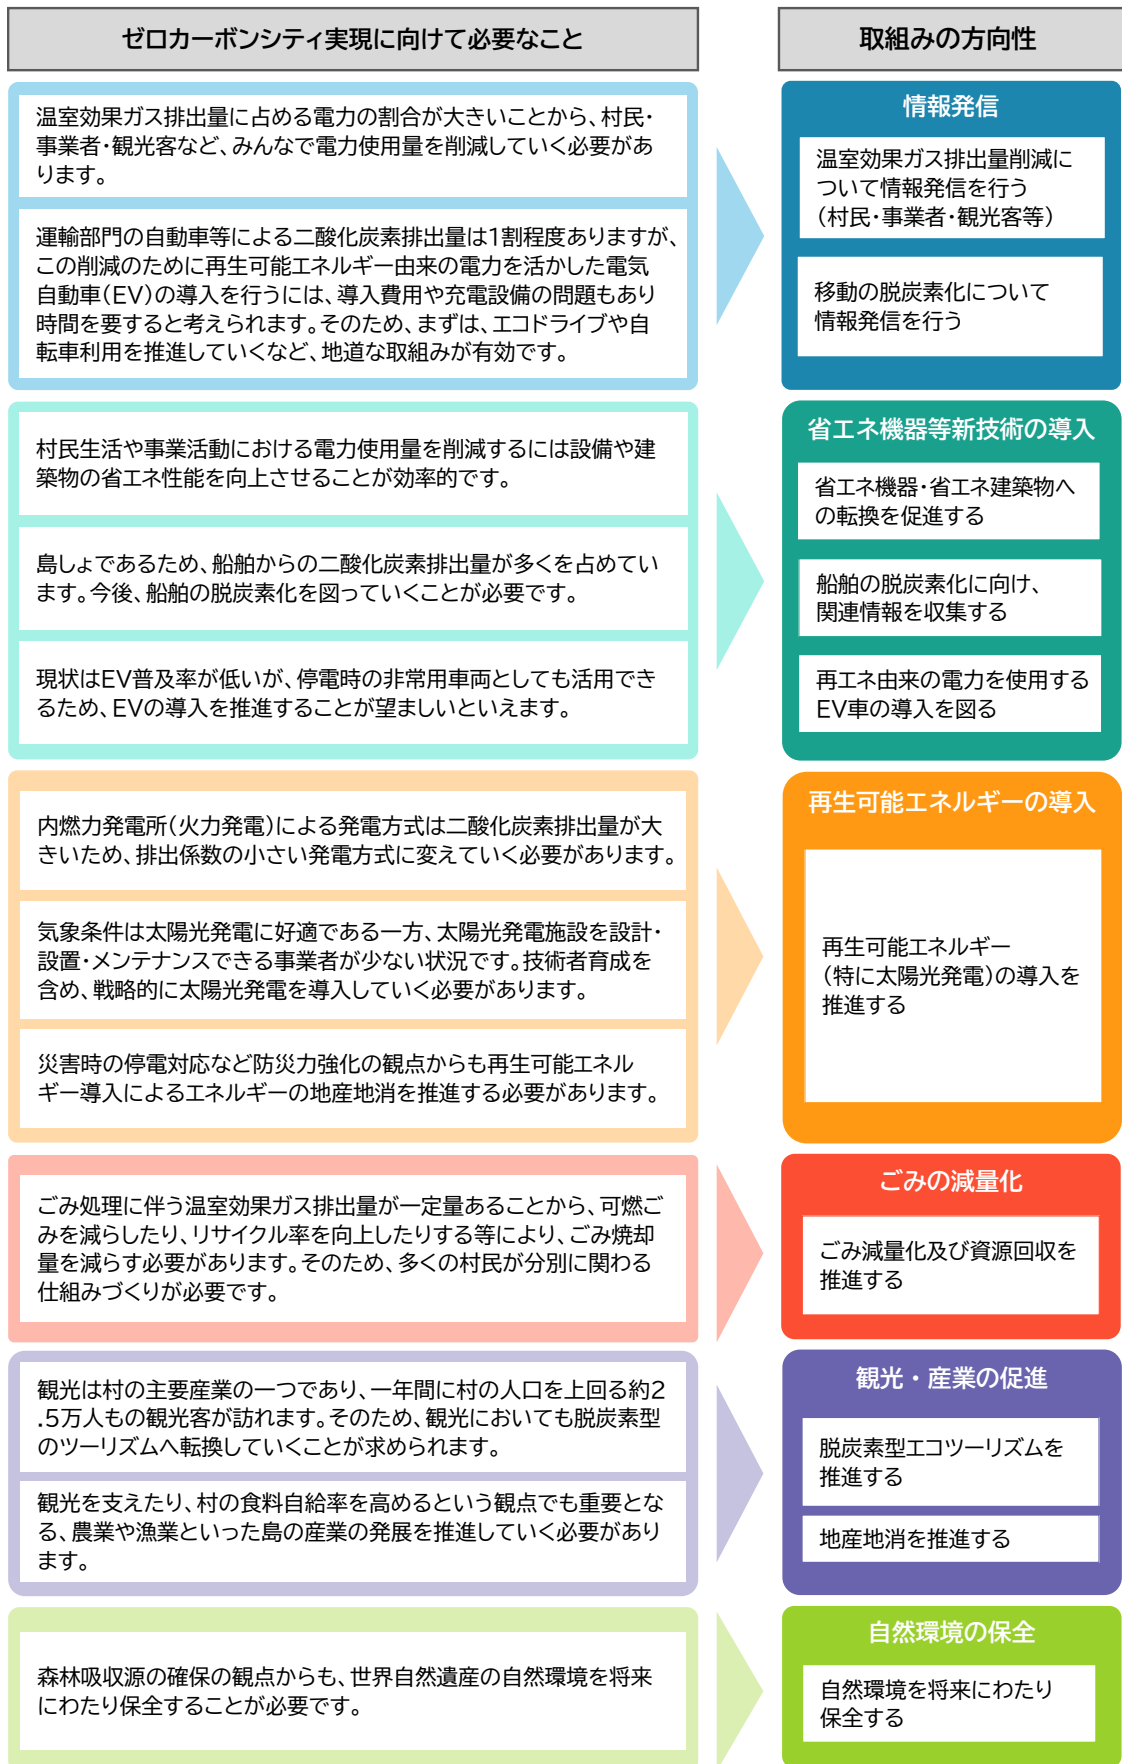 ゼロカーボンシティ実現に向けて必要なこと
取組みの方向性
温室効果ガス排出量に占める電力の割合が大きいことから、村民・
事業者・観光客など、みんなで電力使用量を削減していく必要があ
ります。
運輸部門の自動車等による二酸化炭素排出量は1割程度ありますが、
この削減のために再生可能エネルギー由来の電力を活かした電気
自動車(EV)の導入を行うには、導入費用や充電設備の問題もあり
時間を要すると考えられます。そのため、まずは、エコドライブや自
転車利用を推進していくなど、地道な取組みが有効です。
情報発信
温室効果ガス排出量削減に
ついて情報発信を行う
(村民・事業者・観光客等)
移動の脱炭素化について
情報発信を行う
村民生活や事業活動における電力使用量を削減するには設備や建
築物の省エネ性能を向上させることが効率的です。
島しょであるため、船舶からの二酸化炭素排出量が多くを占めてい
ます。今後、船舶の脱炭素化を図っていくことが必要です。
現状はEV普及率が低いが、停電時の非常用車両としても活用でき
るため、EVの導入を推進することが望ましいといえます。
省エネ機器等新技術の導入
省エネ機器・省エネ建築物へ
の転換を促進する
船舶の脱炭素化に向け、
関連情報を収集する
再エネ由来の電力を使用する
EV車の導入を図る
内燃力発電所(火力発電)による発電方式は二酸化炭素排出量が大
きいため、排出係数の小さい発電方式に変えていく必要があります。
気象条件は太陽光発電に好適である一方、太陽光発電施設を設計・
設置・メンテナンスできる事業者が少ない状況です。技術者育成を
含め、戦略的に太陽光発電を導入していく必要があります。
災害時の停電対応など防災力強化の観点からも再生可能エネル
ギー導入によるエネルギーの地産地消を推進する必要があります。
再生可能エネルギーの導入
再生可能エネルギー
(特に太陽光発電)の導入を
推進する
ごみ処理に伴う温室効果ガス排出量が一定量あることから、可燃ご
みを減らしたり、リサイクル率を向上したりする等により、ごみ焼却
量を減らす必要があります。そのため、多くの村民が分別に関わる
仕組みづくりが必要です。
ごみの減量化
ごみ減量化及び資源回収を
推進する
観光は村の主要産業の一つであり、一年間に村の人口を上回る約2
.5万人もの観光客が訪れます。そのため、観光においても脱炭素型
のツーリズムへ転換していくことが求められます。
観光を支えたり、村の食料自給率を高めるという観点でも重要とな
る、農業や漁業といった島の産業の発展を推進していく必要があり
ます。
観光・産業の促進
脱炭素型エコツーリズムを
推進する
地産地消を推進する
森林吸収源の確保の観点からも、世界自然遺産の自然環境を将来
にわたり保全することが必要です。
自然環境の保全
自然環境を将来にわたり
保全する